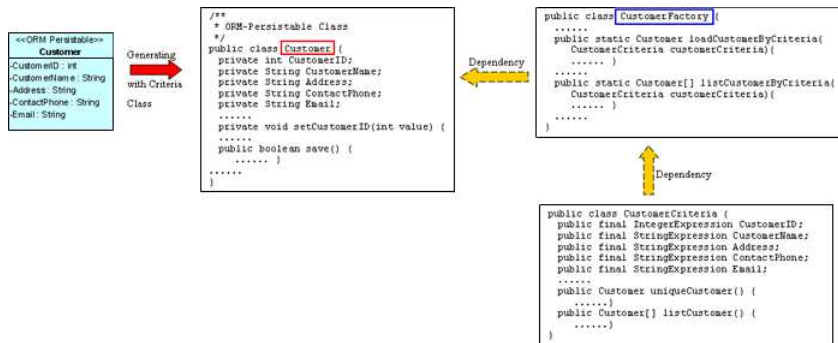 <<ORM Persistable>>
Customer
-CustomerID : int
-CustomerName : String
-Address : String
-ContactPhone : String
-Email : String
Generating
with Criteria
Class
/**
* ORM-Persistable Class
*/
public class Customer {
private int CustomerID;
private String CustomerName;
private String Address;
private String ContactPhone;
private String Email;
......
private void setCustomerID(int value) {
......
public boolean save() {
...... }
......
}
Dependency
public class CustomerFactory {
......
public static Customer loadCustomerByCriteria(
CustomerCriteria customerCriteria){
...... }
......
public static Customer[] listCustomerByCriteria(
CustomerCriteria customerCriteria){
...... }
......
}
Dependency
public class CustomerCriteria {
public final IntegerExpression CustomerID;
public final StringExpression CustomerName;
public final StringExpression Address;
public final StringExpression ContactPhone;
public final StringExpression Email;
......
public Customer uniqueCustomer() {
......}
public Customer[] listCustomer() {
......}
}